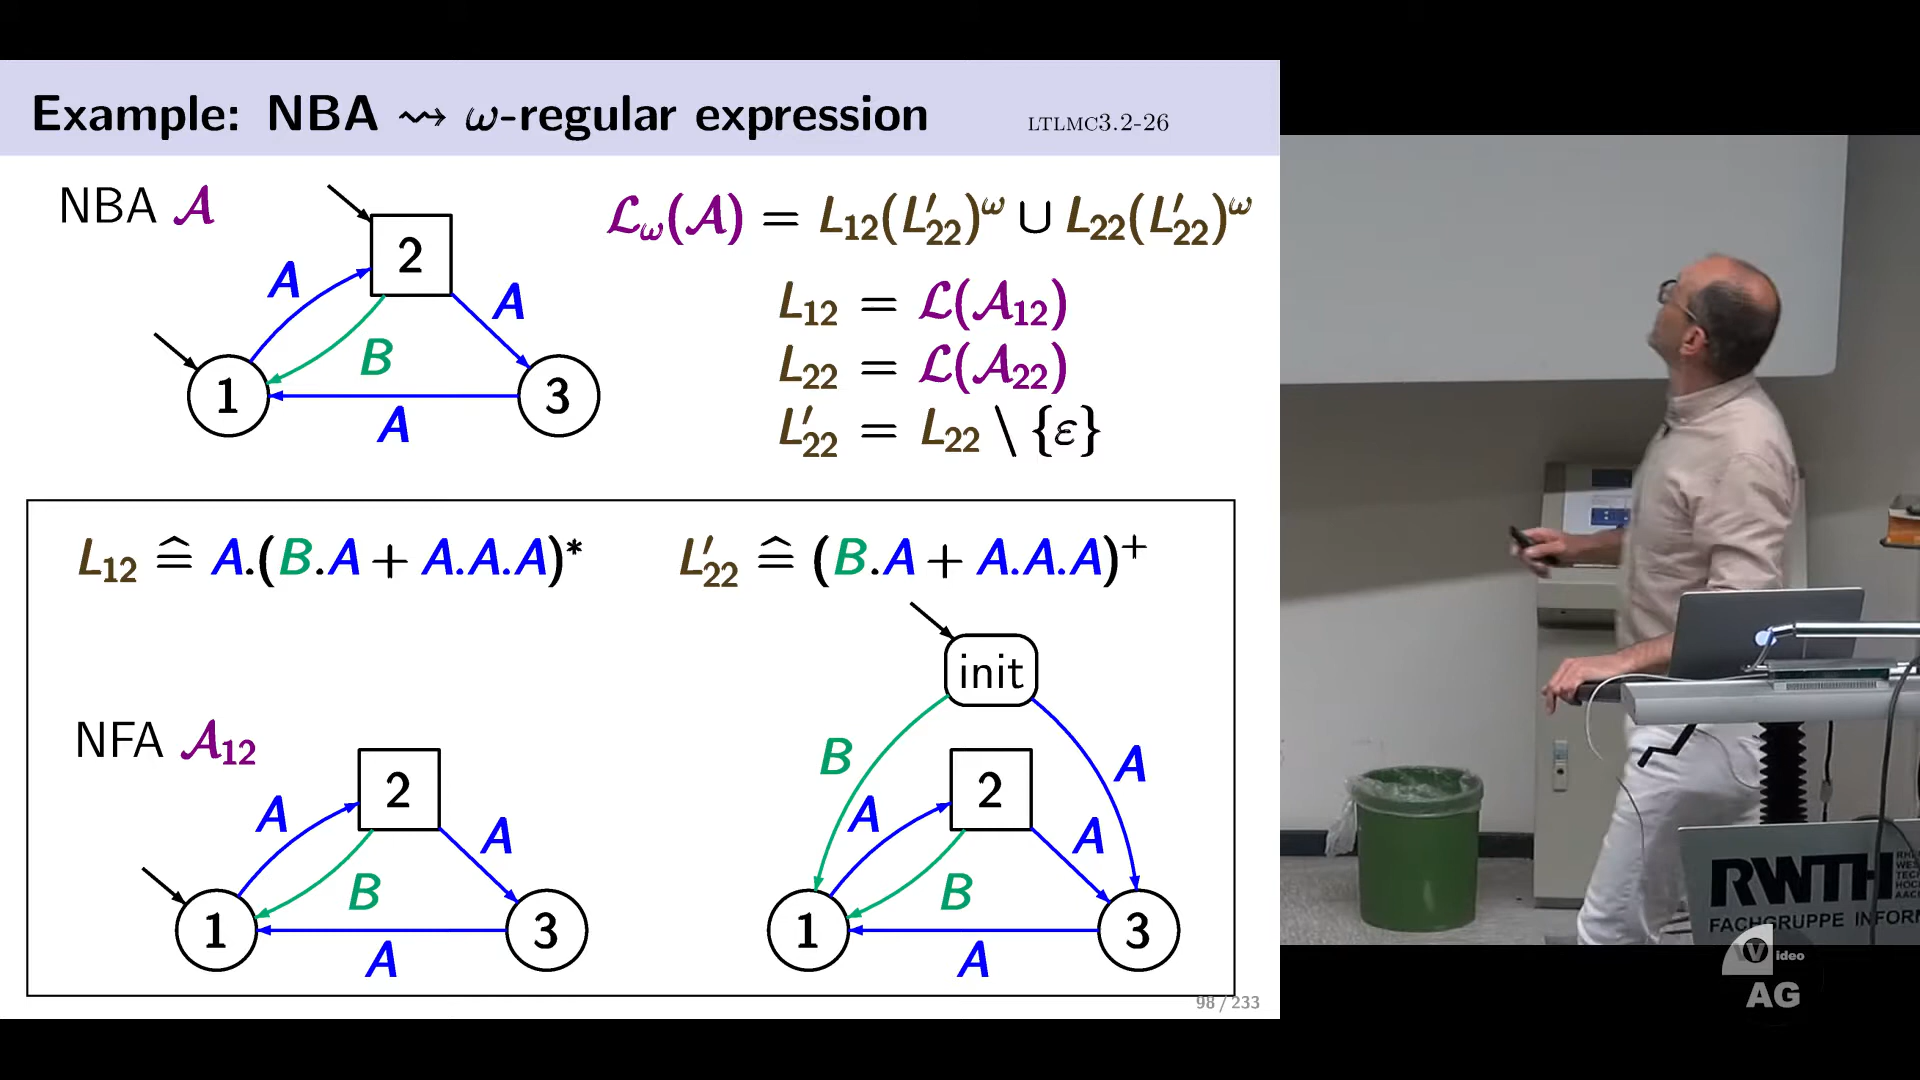 Example: NBA ⇝ ω-regular expression LTLMC3.2-26
NBA 𝓐
2
A
A
B
1
3
A
𝓛ω(𝓐) = L₁₂(L′₂₂)^ω ∪ L₂₂(L′₂₂)^ω
L₁₂ = 𝓛(𝓐₁₂)
L₂₂ = 𝓛(𝓐₂₂)
L′₂₂ = L₂₂ \ {ε}
L₁₂ ≙ A.(B.A + A.A.A)*
L′₂₂ ≙ (B.A + A.A.A)⁺
NFA 𝓐₁₂
2
A
A
B
1
3
A
init
B
A
2
A
A
B
1
3
A
98 / 233
RWTH
FACHGRUPPE INFOR
Video
AG